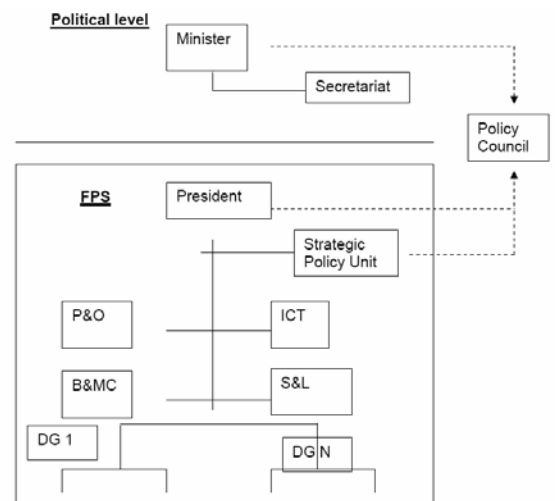 Political level
Minister
Secretariat
Policy
Council
FPS
President
Strategic
Policy Unit
P&O
ICT
B&MC
S&L
DG 1
DG N